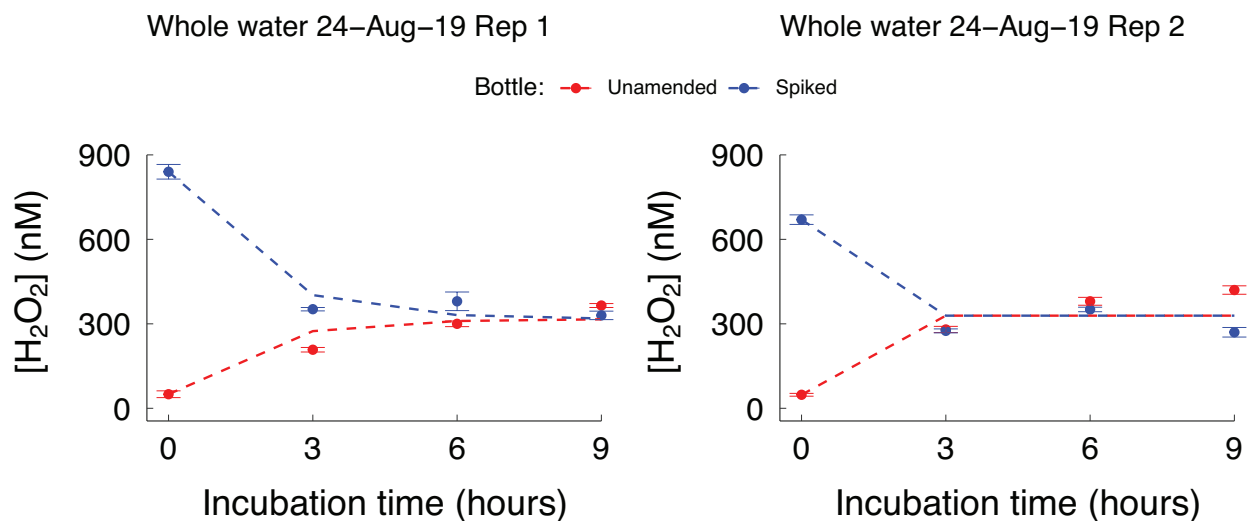 Whole water 24−Aug−19 Rep 1
Whole water 24−Aug−19 Rep 2
Bottle: Unamended Spiked
[H₂O₂] (nM)
900
600
300
0
0 3 6 9
Incubation time (hours)
[H₂O₂] (nM)
900
600
300
0
0 3 6 9
Incubation time (hours)